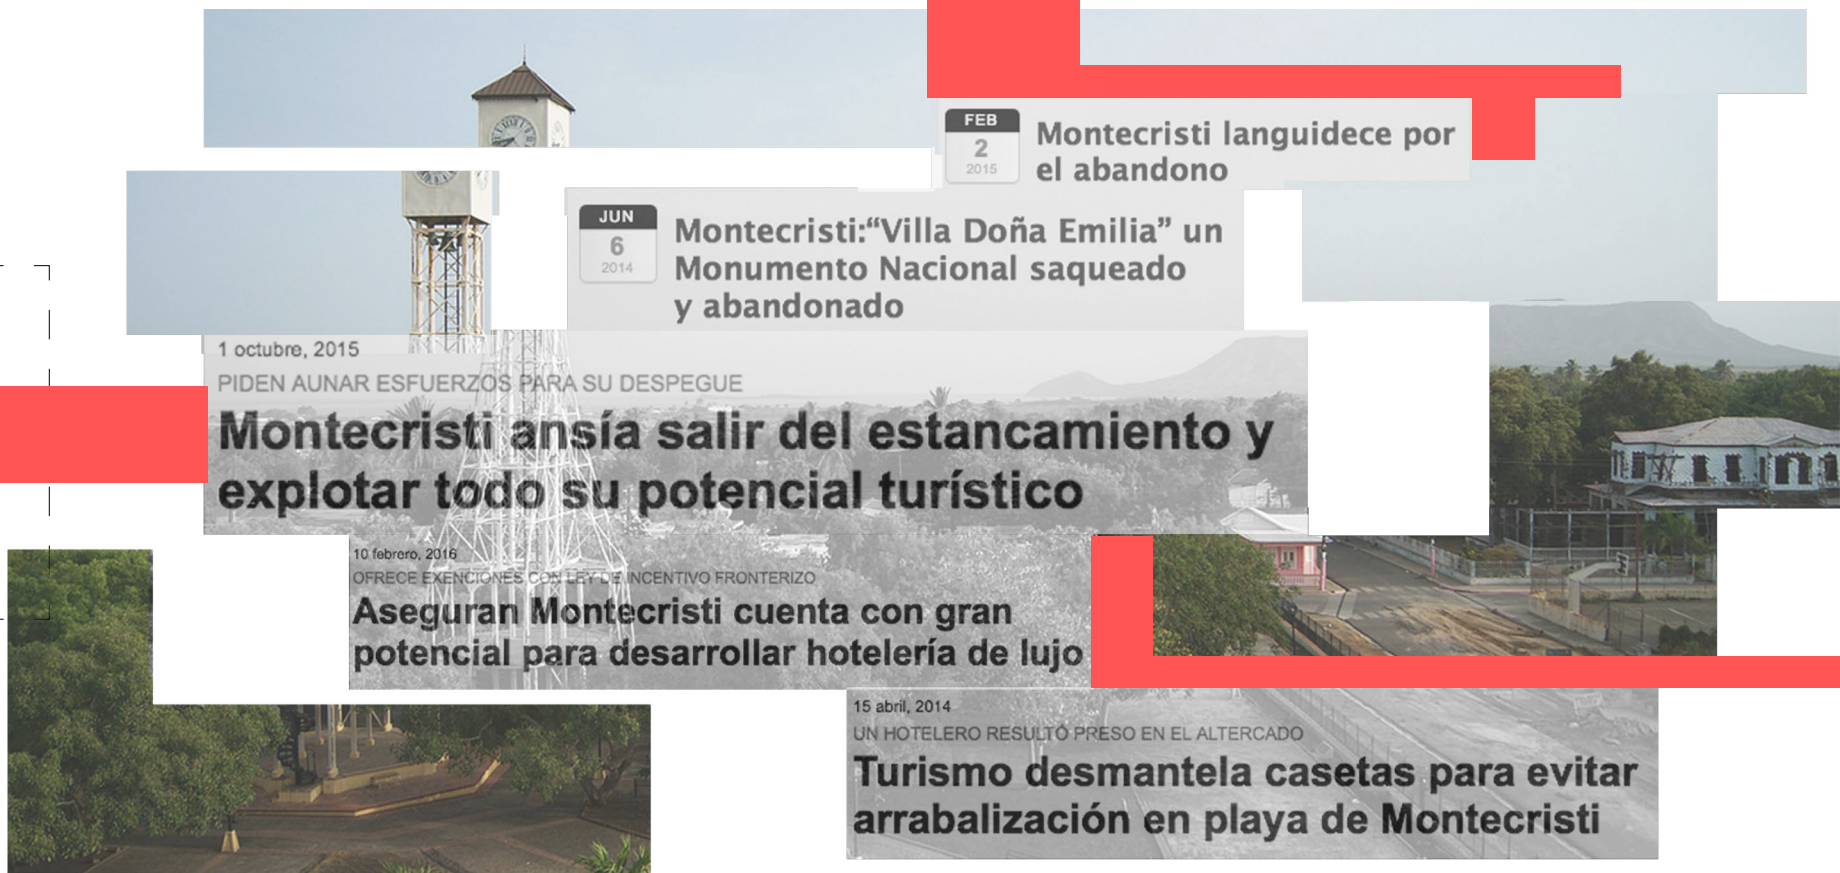 FEB
2
2015
Montecristi languidece por
el abandono
JUN
6
2014
Montecristi:“Villa Doña Emilia” un
Monumento Nacional saqueado
y abandonado
1 octubre, 2015
PIDEN AUNAR ESFUERZOS PARA SU DESPEGUE
Montecristi ansía salir del estancamiento y
explotar todo su potencial turístico
10 febrero, 2016
OFRECE EXENCIONES CON LEY DE INCENTIVO FRONTERIZO
Aseguran Montecristi cuenta con gran
potencial para desarrollar hotelería de lujo
15 abril, 2014
UN HOTELERO RESULTÓ PRESO EN EL ALTERCADO
Turismo desmantela casetas para evitar
arrabalización en playa de Montecristi